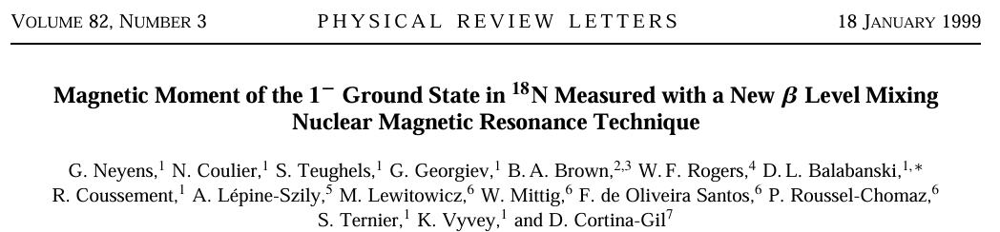 VOLUME 82, NUMBER 3 PHYSICAL REVIEW LETTERS 18 JANUARY 1999
Magnetic Moment of the 1⁻ Ground State in ¹⁸N Measured with a New β Level Mixing
Nuclear Magnetic Resonance Technique
G. Neyens,¹ N. Coulier,¹ S. Teughels,¹ G. Georgiev,¹ B. A. Brown,²,³ W. F. Rogers,⁴ D. L. Balabanski,¹,*
R. Coussement,¹ A. Lépine-Szily,⁵ M. Lewitowicz,⁶ W. Mittig,⁶ F. de Oliveira Santos,⁶ P. Roussel-Chomaz,⁶
S. Ternier,¹ K. Vyvey,¹ and D. Cortina-Gil⁷